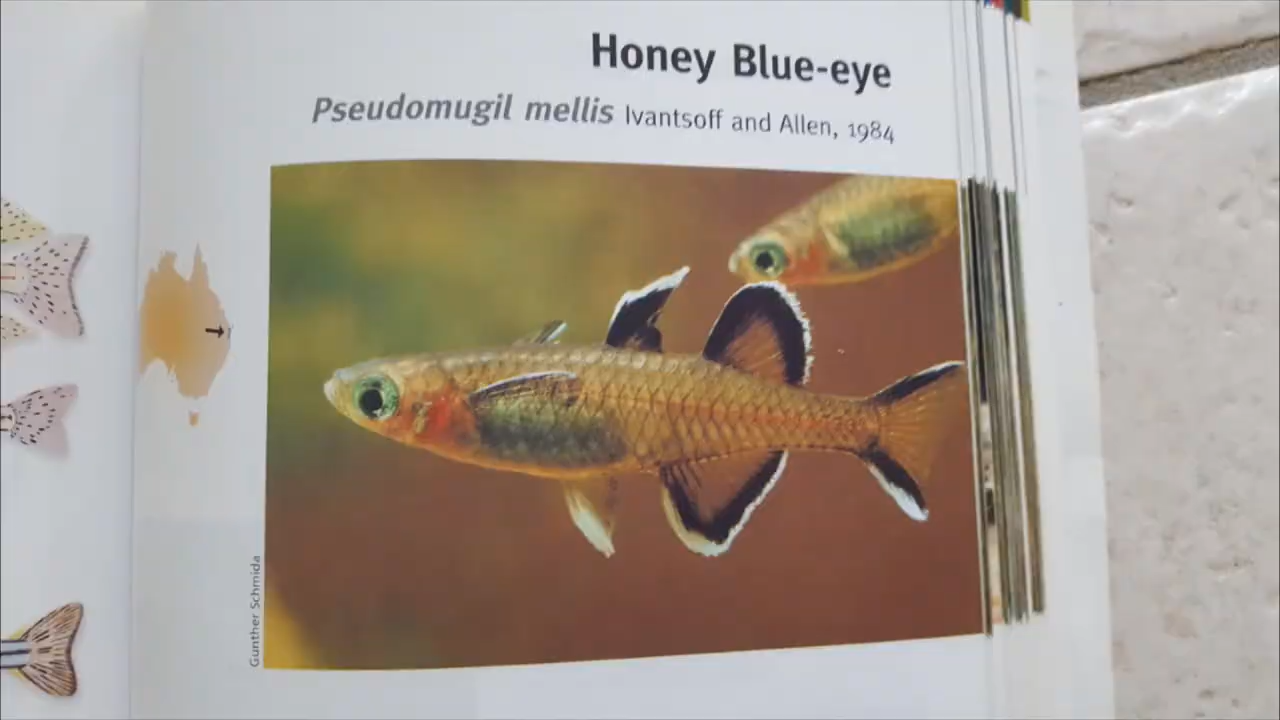 Honey Blue-eye
Pseudomugil mellis Ivantsoff and Allen, 1984
Gunther Schmida